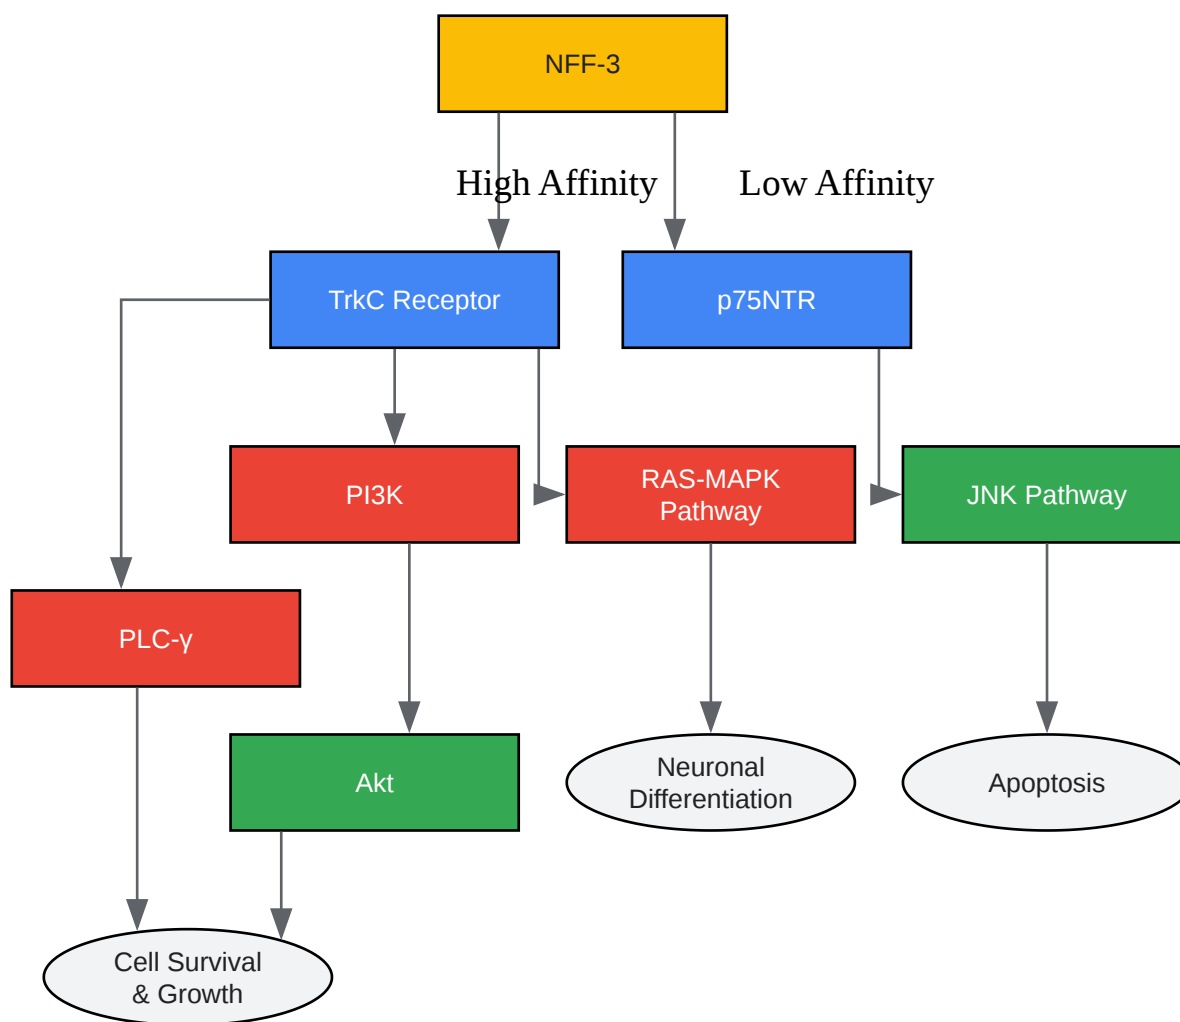 NFF-3
High Affinity
Low Affinity
TrkC Receptor
p75NTR
PI3K
RAS-MAPK
Pathway
JNK Pathway
PLC-γ
Akt
Neuronal
Differentiation
Apoptosis
Cell Survival
& Growth